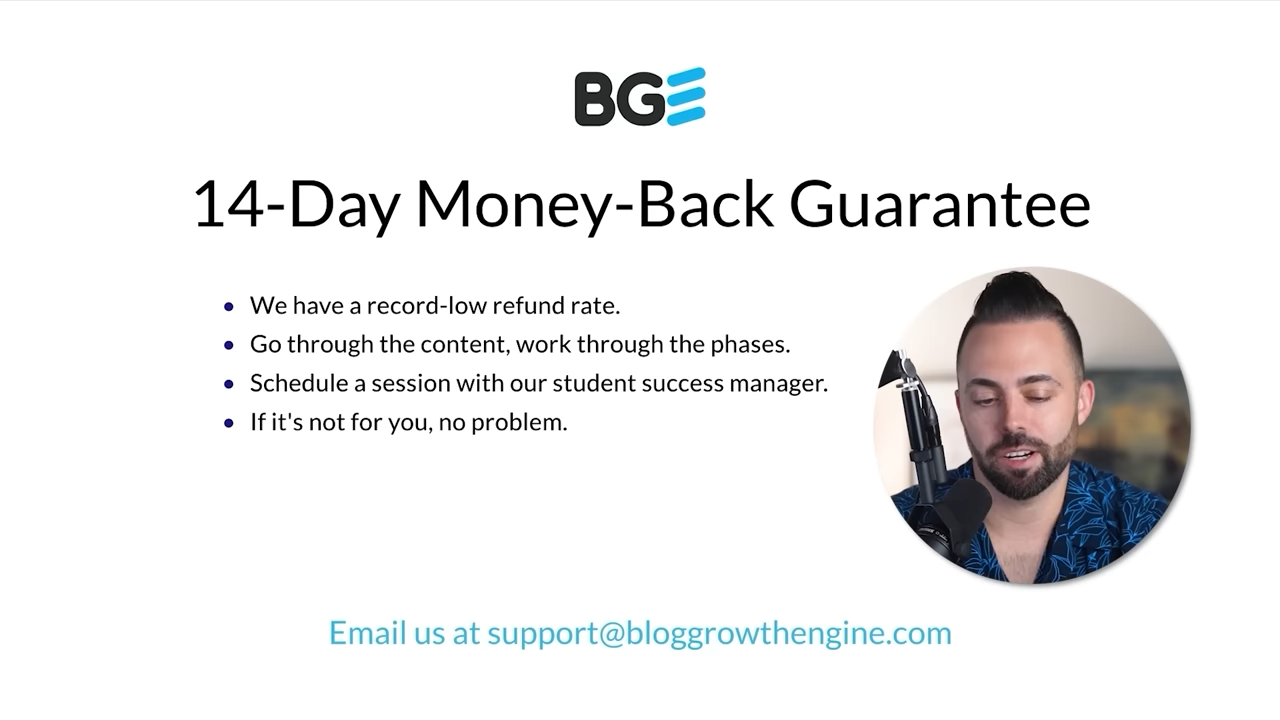 BGE
14-Day Money-Back Guarantee
We have a record-low refund rate.
Go through the content, work through the phases.
Schedule a session with our student success manager.
If it's not for you, no problem.
Email us at support@bloggrowthengine.com